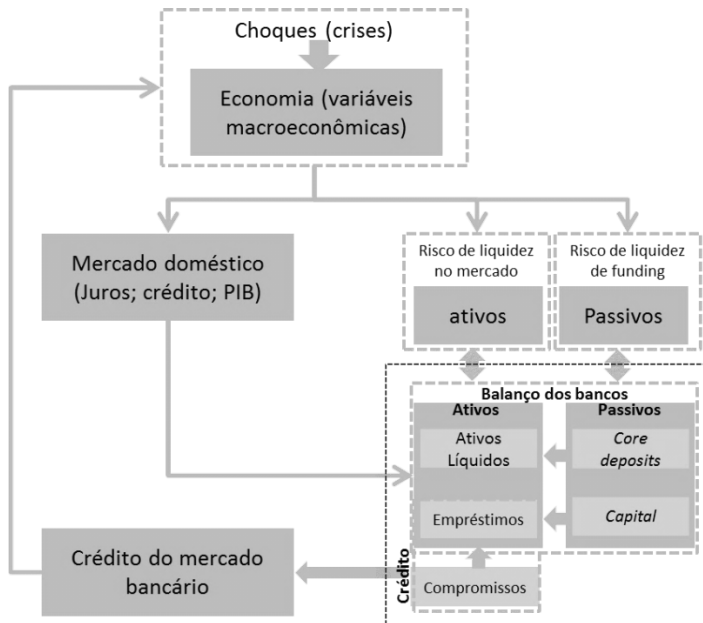 Choques (crises)
Economia (variáveis
macroeconômicas)
Mercado doméstico
(Juros; crédito; PIB)
Risco de liquidez
no mercado
ativos
Risco de liquidez
de funding
Passivos
Balanço dos bancos
Ativos
Passivos
Ativos
Líquidos
Core
deposits
Empréstimos
Capital
Crédito do mercado
bancário
Crédito
Compromissos